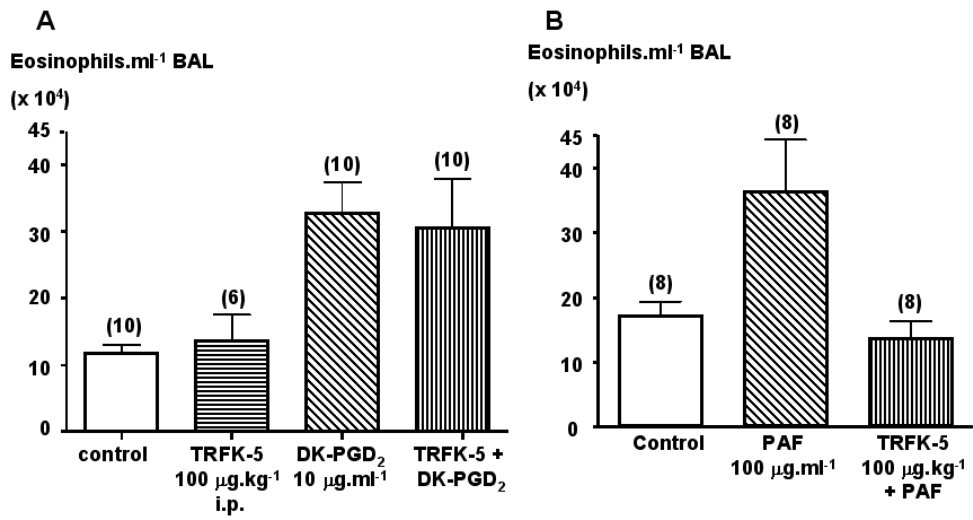 A
Eosinophils.ml⁻¹ BAL
(x 10⁴)
45
40
30
20
10
0
(10)
(6)
(10)
(10)
control
TRFK-5
100 μg.kg⁻¹
i.p.
DK-PGD₂
10 μg.ml⁻¹
TRFK-5 +
DK-PGD₂
B
Eosinophils.ml⁻¹ BAL
(x 10⁴)
45
40
30
20
10
0
(8)
(8)
(8)
Control
PAF
100 μg.ml⁻¹
TRFK-5
100 μg.kg⁻¹
+ PAF